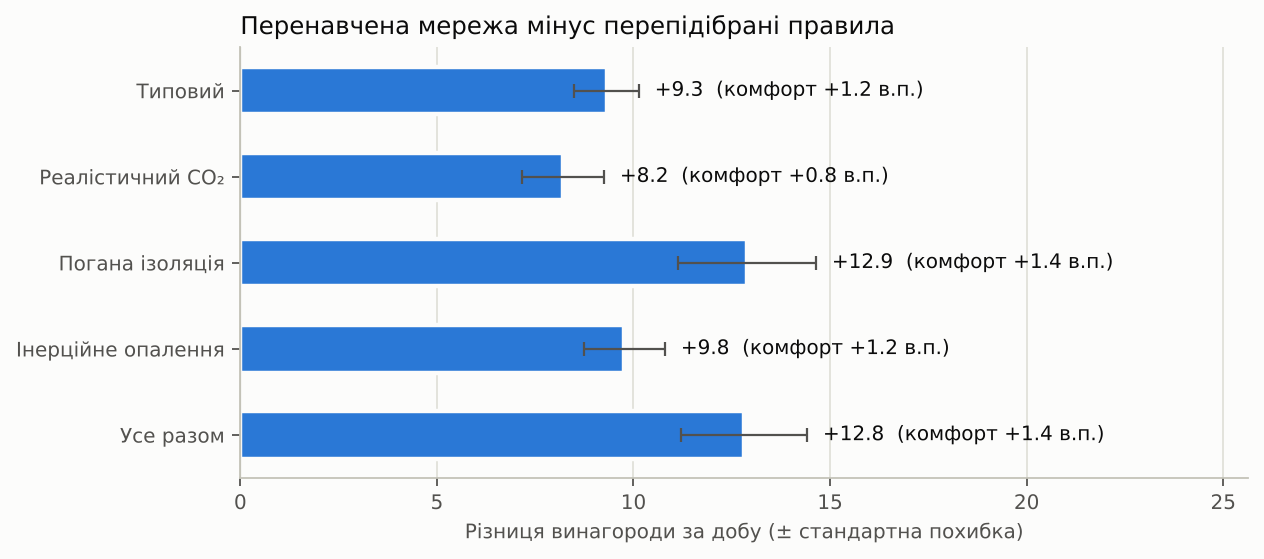 Перенавчена мережа мінус перепідібрані правила
Типовий +9.3 (комфорт +1.2 в.п.)
Реалістичний CO₂ +8.2 (комфорт +0.8 в.п.)
Погана ізоляція +12.9 (комфорт +1.4 в.п.)
Інерційне опалення +9.8 (комфорт +1.2 в.п.)
Усе разом +12.8 (комфорт +1.4 в.п.)
0 5 10 15 20 25
Різниця винагороди за добу (± стандартна похибка)